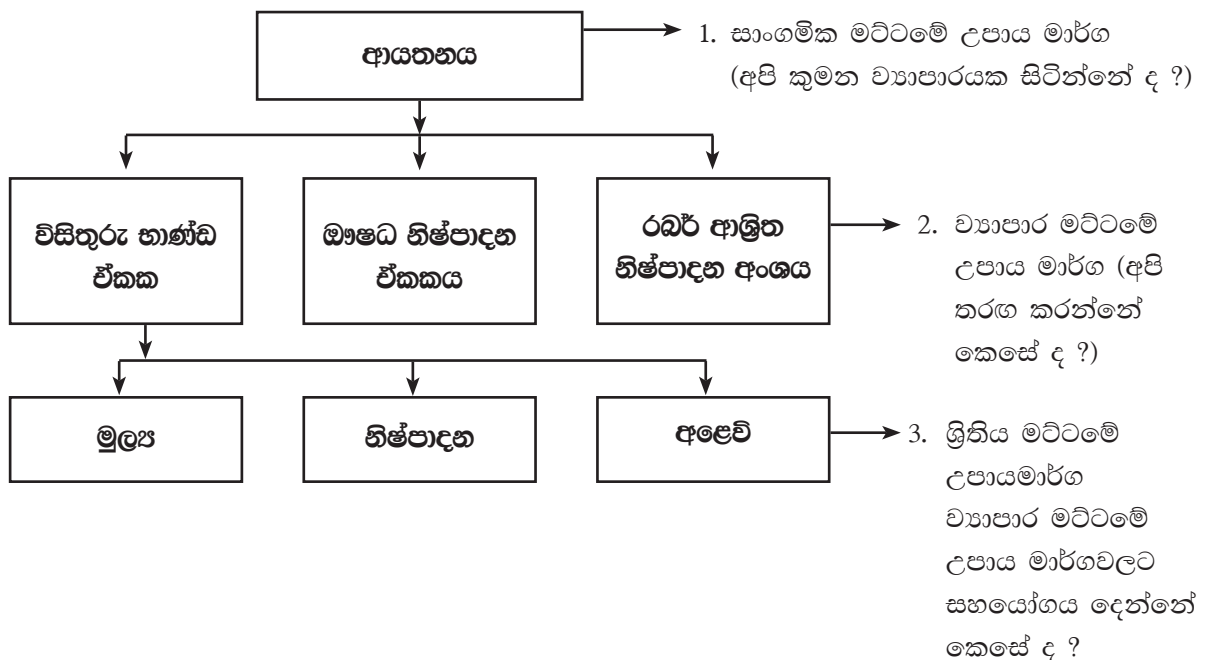 ආයතනය
1. සාංගමික මට්ටමේ උපාය මාර්ග
(අපි කුමන ව්‍යාපාරයක සිටින්නේ ද ?)
විසිතුරු භාණ්ඩ
ඒකක
ඖෂධ නිෂ්පාදන
ඒකකය
රබර් ආශ්‍රිත
නිෂ්පාදන අංශය
2. ව්‍යාපාර මට්ටමේ
උපාය මාර්ග (අපි
තරඟ කරන්නේ
කෙසේ ද ?)
මුල්‍ය
නිෂ්පාදන
අළෙවි
3. ශ්‍රිතිය මට්ටමේ
උපායමාර්ග
ව්‍යාපාර මට්ටමේ
උපාය මාර්ගවලට
සහයෝගය දෙන්නේ
කෙසේ ද ?